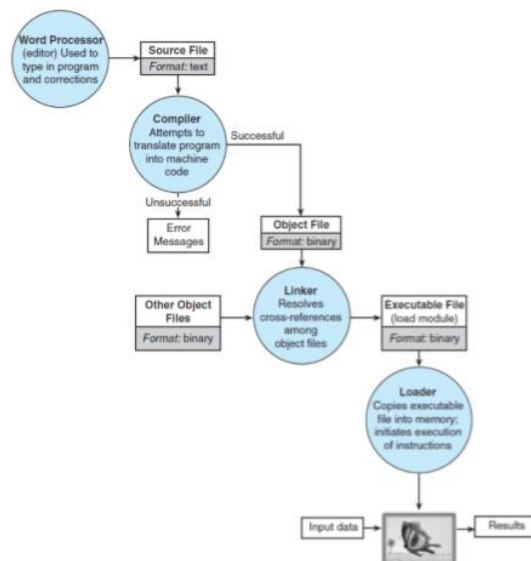 Word Processor
(editor) Used to
type in program
and corrections
Source File
Format: text
Compiler
Attempts to
translate program
into machine
code
Successful
Unsuccessful
Error
Messages
Object File
Format: binary
Other Object
Files
Format: binary
Linker
Resolves
cross-references
among
object files
Executable File
(load module)
Format: binary
Loader
Copies executable
file into memory;
initiates execution
of instructions
Input data
Results